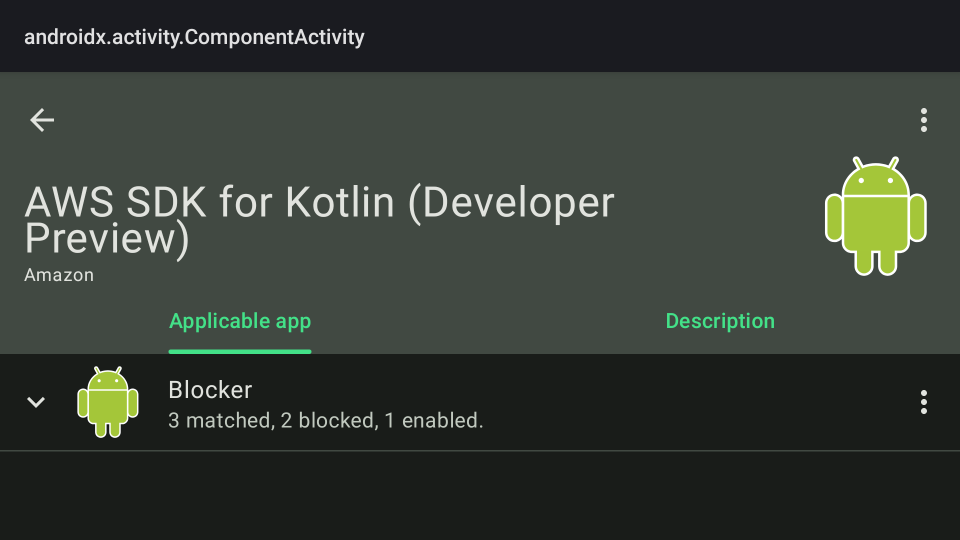 androidx.activity.ComponentActivity
AWS SDK for Kotlin (Developer
Preview)
Amazon
Applicable app
Description
Blocker
3 matched, 2 blocked, 1 enabled.